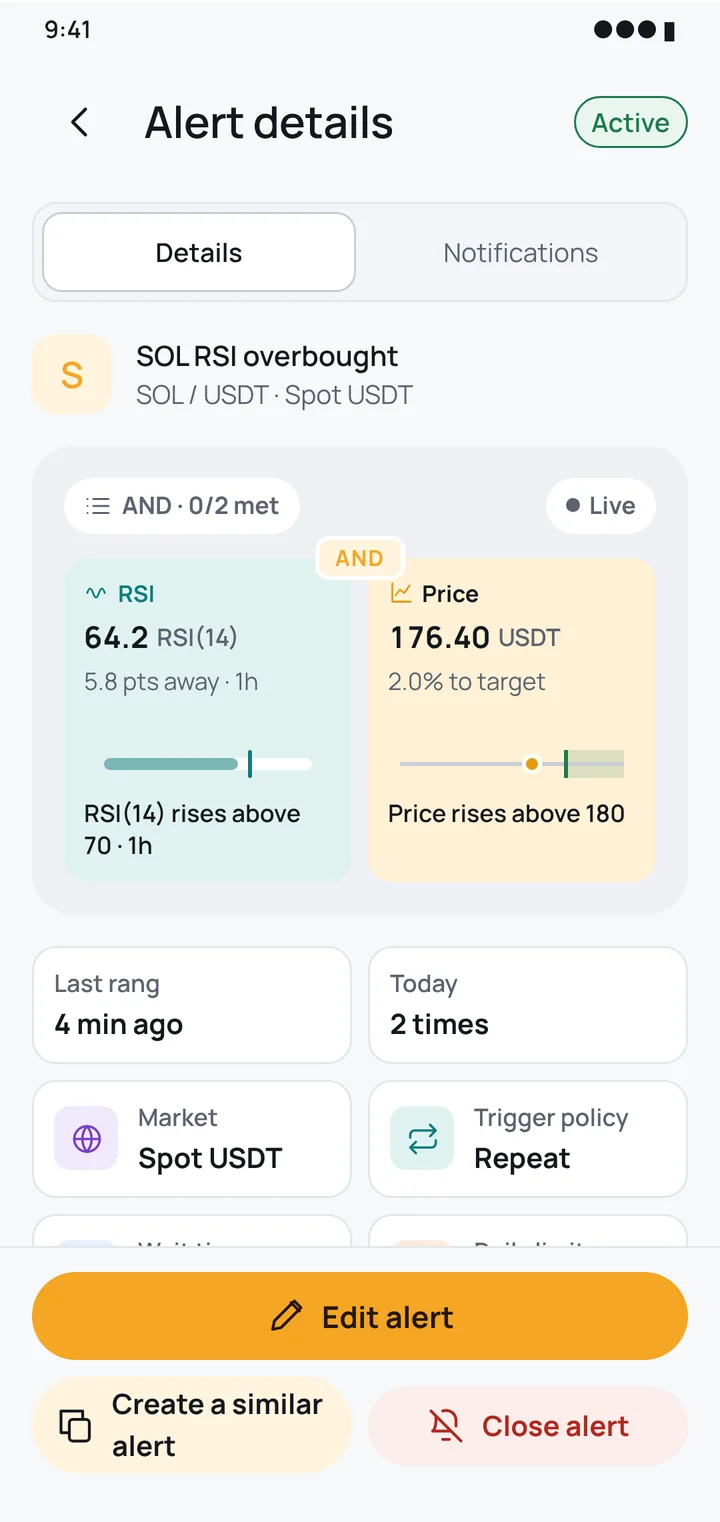 9:41
Alert details
Active
Details
Notifications
S
SOL RSI overbought
SOL / USDT · Spot USDT
AND · 0/2 met
Live
AND
RSI
64.2 RSI(14)
5.8 pts away · 1h
RSI(14) rises above
70 · 1h
Price
176.40 USDT
2.0% to target
Price rises above 180
Last rang
4 min ago
Today
2 times
Market
Spot USDT
Trigger policy
Repeat
Edit alert
Create a similar
alert
Close alert